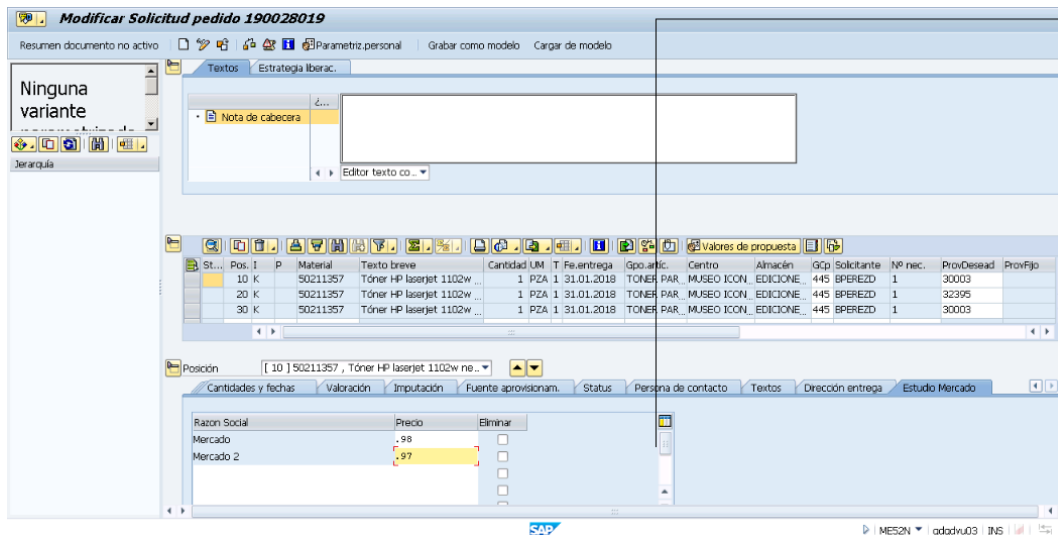 Modificar Solicitud pedido 190028019
Resumen documento no activo Parametriz.personal Grabar como modelo Cargar de modelo
Ninguna
variante
Jerarquía
Textos Estrategia liberac.
¿...
Nota de cabecera
Editor texto co...
Valores de propuesta
St... Pos. I P Material Texto breve Cantidad UM T Fe.entrega Gpo.artíc. Centro Almacén GCp Solicitante Nº nec. ProvDesead ProvFijo
10 K 50211357 Tóner HP laserjet 1102w ... 1 PZA 1 31.01.2018 TONER PAR... MUSEO ICON... EDICIONE... 445 BPEREZD 1 30003
20 K 50211357 Tóner HP laserjet 1102w ... 1 PZA 1 31.01.2018 TONER PAR... MUSEO ICON... EDICIONE... 445 BPEREZD 1 32395
30 K 50211357 Tóner HP laserjet 1102w ... 1 PZA 1 31.01.2018 TONER PAR... MUSEO ICON... EDICIONE... 445 BPEREZD 1 30003
Posición [ 10 ] 50211357 , Tóner HP laserjet 1102w ne...
Cantidades y fechas Valoración Imputación Fuente aprovisionam. Status Persona de contacto Textos Dirección entrega Estudio Mercado
Razon Social Precio Eliminar
Mercado .98
Mercado 2 .97
SAP ME52N adadvu03 INS